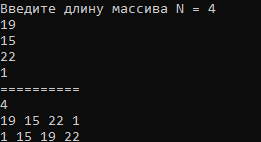 Введите длину массива N = 4
19
15
22
1
==========
4
19 15 22 1
1 15 19 22